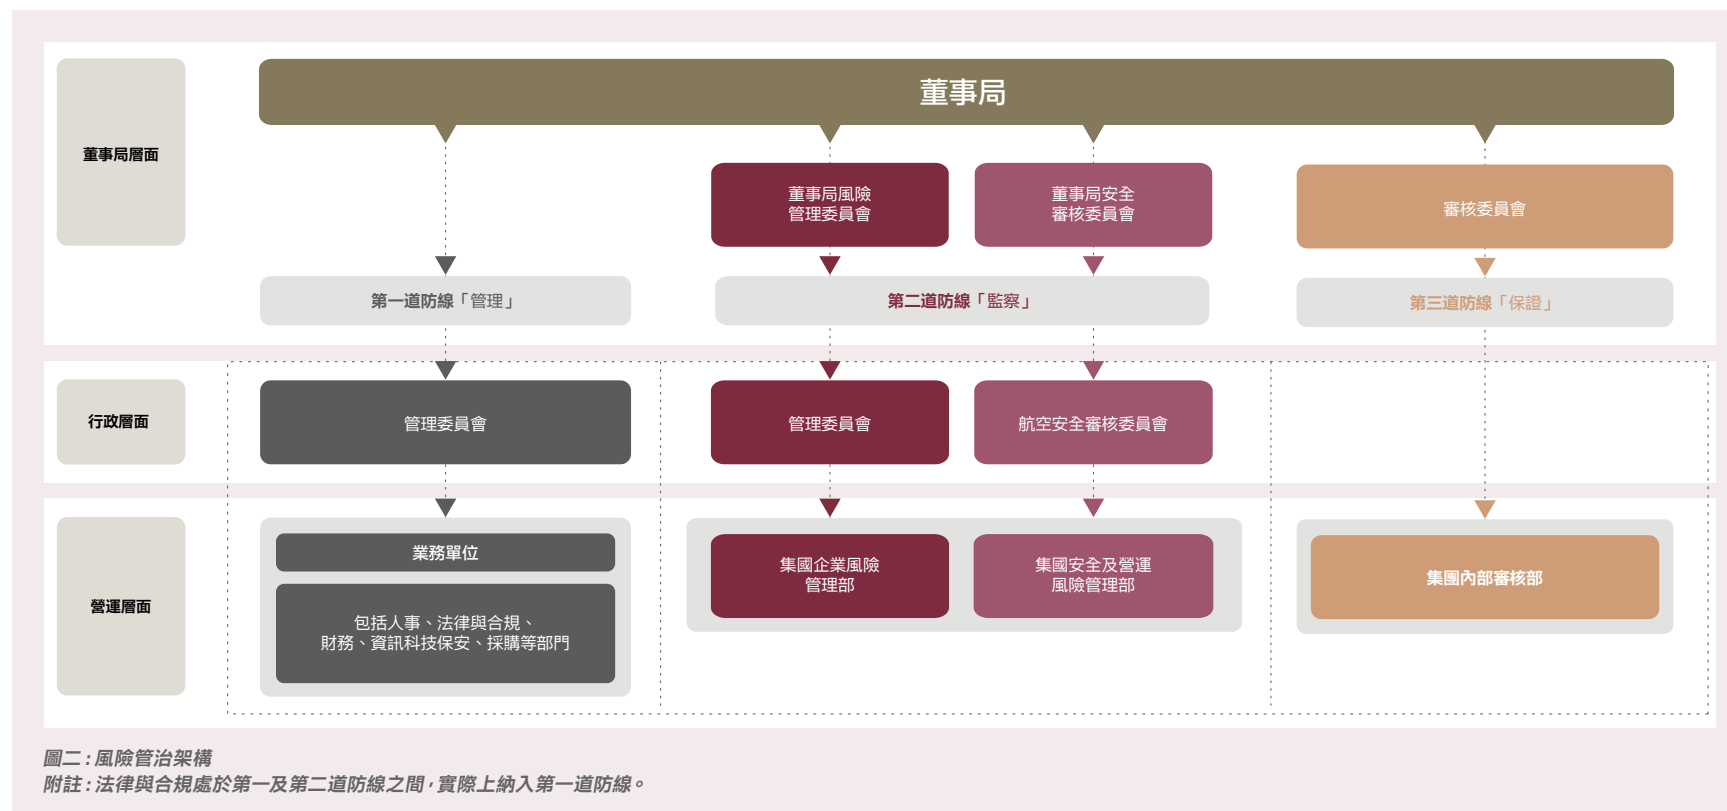 董事局
董事局層面
董事局風險
管理委員會
董事局安全
審核委員會
審核委員會
第一道防線「管理」
第二道防線「監察」
第三道防線「保證」
行政層面
管理委員會
管理委員會
航空安全審核委員會
營運層面
業務單位
包括人事、法律與合規、
財務、資訊科技保安、採購等部門
集國企業風險
管理部
集國安全及營運
風險管理部
集團內部審核部
圖二：風險管治架構
附註：法律與合規處於第一及第二道防線之間，實際上納入第一道防線。